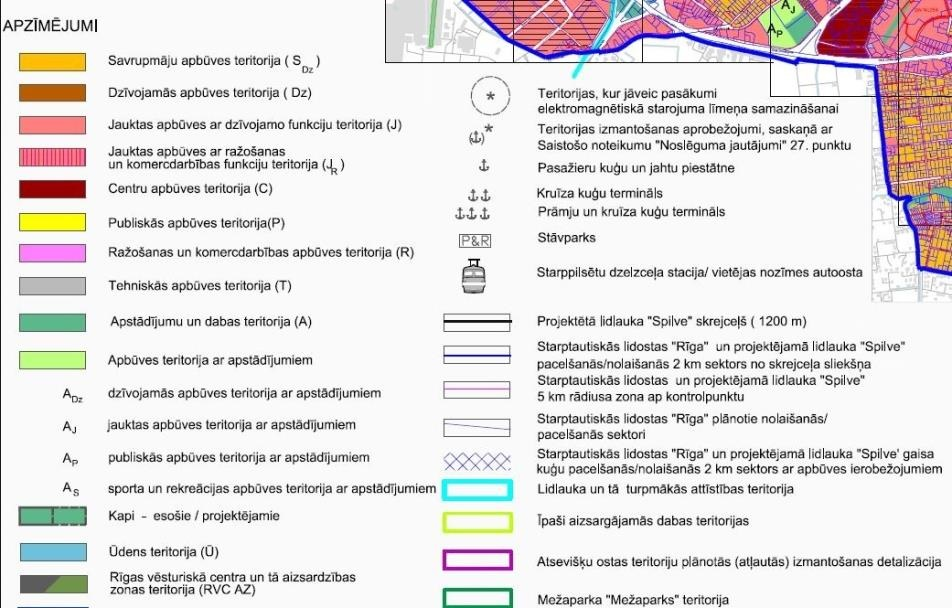 APZĪMĒJUMI
Savrupmāju apbūves teritorija ( SDz)
Dzīvojamās apbūves teritorija ( Dz)
Jauktas apbūves ar dzīvojamo funkciju teritorija (J)
Jauktas apbūves ar ražošanas
un komercdarbības funkciju teritorija (JR)
Centru apbūves teritorija (C)
Publiskās apbūves teritorija(P)
Ražošanas un komercdarbības apbūves teritorija (R)
Tehniskās apbūves teritorija (T)
Apstādījumu un dabas teritorija (A)
Apbūves teritorija ar apstādījumiem
ADz dzīvojamās apbūves teritorija ar apstādījumiem
AJ jauktas apbūves teritorija ar apstādījumiem
AP publiskās apbūves teritorija ar apstādījumiem
AS sporta un rekreācijas apbūves teritorija ar apstādījumiem
Kapi - esošie / projektējamie
Ūdens teritorija (Ū)
Rīgas vēsturiskā centra un tā aizsardzības
zonas teritorija (RVC AZ)
AJ
AP
Teritorijas, kur jāveic pasākumi
elektromagnētiskā starojuma līmeņa samazināšanai
Teritorijas izmantošanas aprobežojumi, saskaņā ar
Saistošo noteikumu "Noslēguma jautājumi" 27. punktu
Pasažieru kuģu un jahtu piestātne
Kruīza kuģu termināls
Prāmju un kruīza kuģu termināls
P&R Stāvparks
Starppilsētu dzelzceļa stacija/ vietējas nozīmes autoosta
Projektētā lidlauka "Spilve" skrejceļš ( 1200 m)
Starptautiskās lidostas "Rīga" un projektējamā lidlauka "Spilve"
pacelšanās/nolaišanās 2 km sektors no skrejceļa sliekšņa
Starptautiskās lidostas un projektējamā lidlauka "Spilve"
5 km rādiusa zona ap kontrolpunktu
Starptautiskās lidostas "Rīga" plānotie nolaišanās/
pacelšanās sektori
Starptautiskās lidostas "Rīga" un projektējamā lidlauka "Spilve' gaisa
kuģu pacelšanās/nolaišanās 2 km sektors ar apbūves ierobežojumiem
Lidlauka un tā turpmākās attīstības teritorija
Īpaši aizsargājamās dabas teritorijas
Atsevišķu ostas teritoriju plānotās (atļautās) izmantošanas detalizācija
Mežaparka "Mežaparks" teritorija